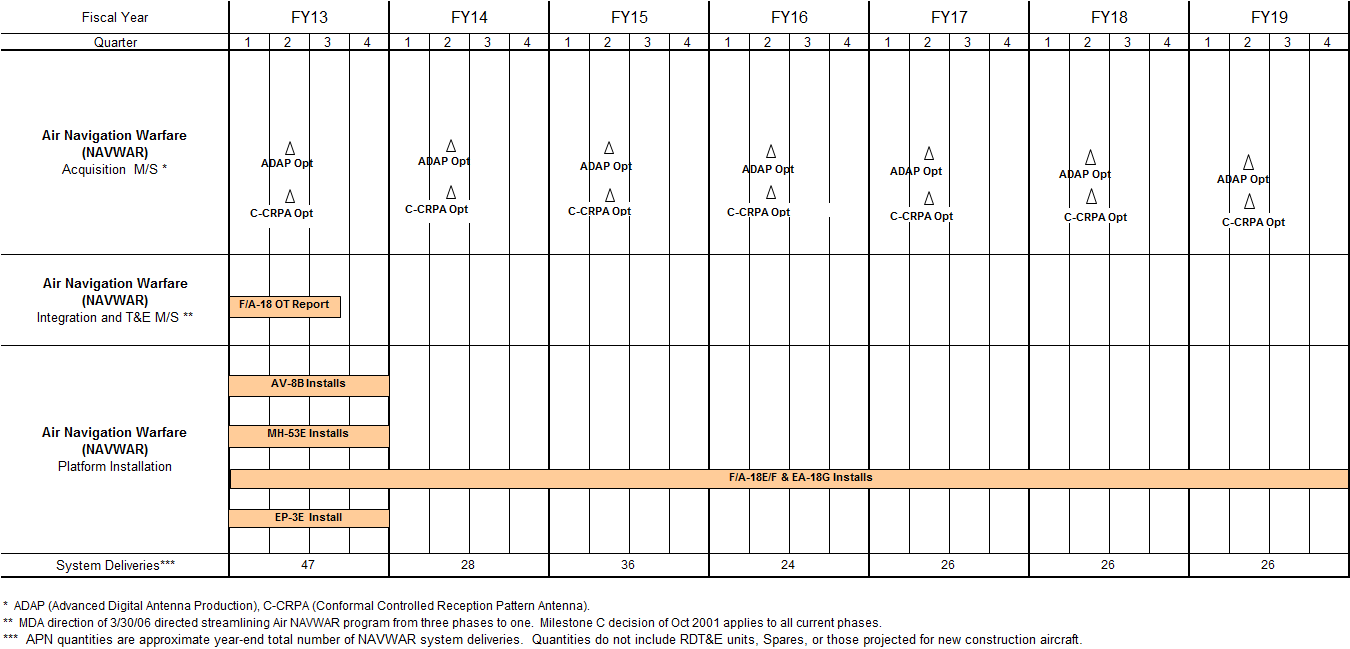 Fiscal Year FY13 FY14 FY15 FY16 FY17 FY18 FY19
Quarter 1 2 3 4 1 2 3 4 1 2 3 4 1 2 3 4 1 2 3 4 1 2 3 4 1 2 3 4
Air Navigation Warfare
(NAVWAR)
Acquisition M/S *
ADAP Opt ADAP Opt ADAP Opt ADAP Opt ADAP Opt ADAP Opt ADAP Opt
C-CRPA Opt C-CRPA Opt C-CRPA Opt C-CRPA Opt C-CRPA Opt C-CRPA Opt C-CRPA Opt
Air Navigation Warfare
(NAVWAR)
Integration and T&E M/S **
F/A-18 OT Report
Air Navigation Warfare
(NAVWAR)
Platform Installation
AV-8B Installs
MH-53E Installs
F/A-18E/F & EA-18G Installs
EP-3E Install
System Deliveries*** 47 28 36 24 26 26 26
* ADAP (Advanced Digital Antenna Production), C-CRPA (Conformal Controlled Reception Pattern Antenna).
** MDA direction of 3/30/06 directed streamlining Air NAVWAR program from three phases to one. Milestone C decision of Oct 2001 applies to all current phases.
*** APN quantities are approximate year-end total number of NAVWAR system deliveries. Quantities do not include RDT&E units, Spares, or those projected for new construction aircraft.